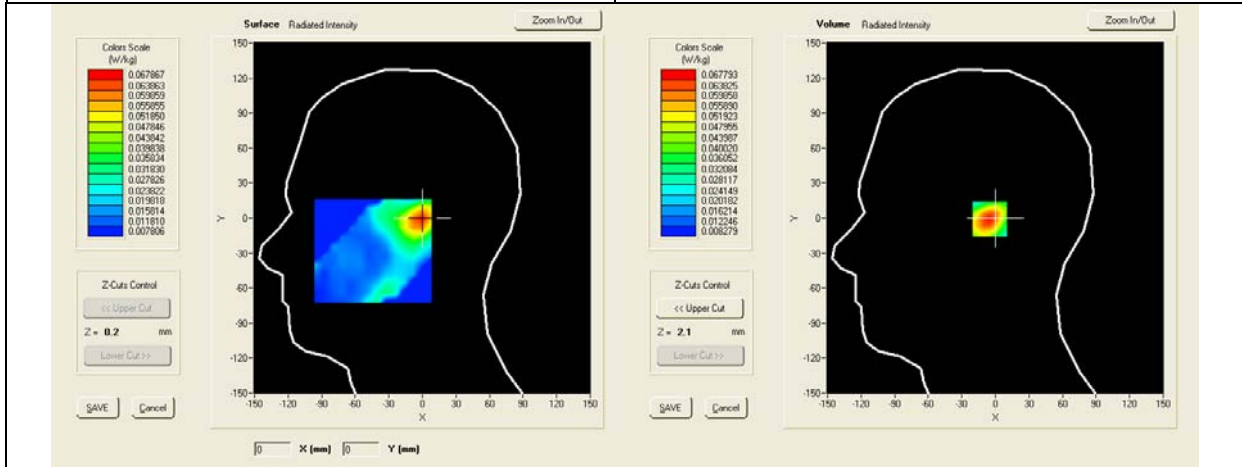 Surface Radiated Intensity
Zoom In/Out
Colors Scale
(W/kg)
0.067867
0.063863
0.059859
0.055855
0.051850
0.047846
0.043842
0.039838
0.035834
0.031830
0.027826
0.023822
0.019818
0.015814
0.011810
0.007806
Z-Cuts Control
<< Upper Cut
Z = 0.2 mm
Lower Cut >>
SAVE Cancel
150
120
90
60
30
0
-30
-60
-90
-120
-150
Y
-150 -120 -90 -60 -30 0 30 60 90 120 150
X
0 X (mm) 0 Y (mm)
Volume Radiated Intensity
Zoom In/Out
Colors Scale
(W/kg)
0.067793
0.063825
0.059858
0.055890
0.051923
0.047955
0.043987
0.040020
0.036052
0.032084
0.028117
0.024149
0.020182
0.016214
0.012246
0.008279
Z-Cuts Control
<< Upper Cut
Z = 2.1 mm
Lower Cut >>
SAVE Cancel
150
120
90
60
30
0
-30
-60
-90
-120
-150
Y
-150 -120 -90 -60 -30 0 30 60 90 120 150
X